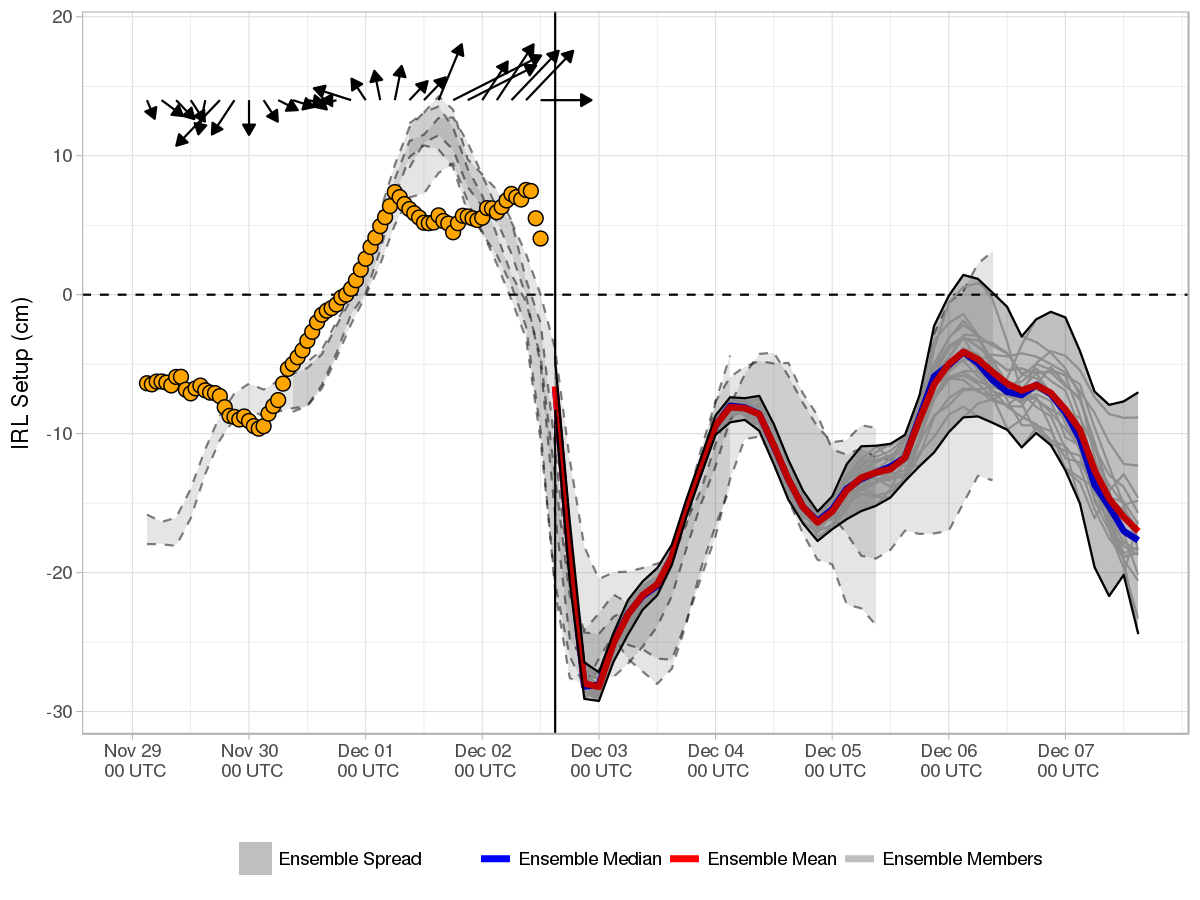 IRL Setup (cm)
20
10
0
-10
-20
-30
Nov 29 Nov 30 Dec 01 Dec 02 Dec 03 Dec 04 Dec 05 Dec 06 Dec 07
00 UTC 00 UTC 00 UTC 00 UTC 00 UTC 00 UTC 00 UTC 00 UTC 00 UTC
Ensemble Spread Ensemble Median Ensemble Mean Ensemble Members